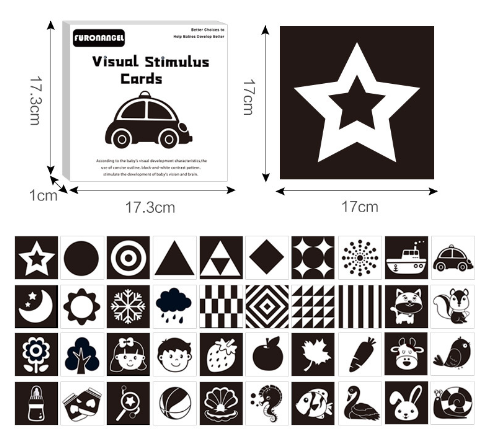 FURONANGEL
Better Choices to
Help Babies Develop Better
Visual Stimulus
Cards
According to the baby's visual development characteristics,the
use of concise outline, black-and-white contrast pattern,
stimulate the development of baby's vision and brain.
17.3cm
1cm
17.3cm
17cm
17cm